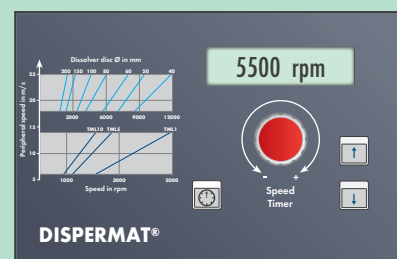 Dissolver disc Ø in mm
200 150 100 80 60 50 40
25
20
15
10
5
Peripheral speed in m/s
3000 6000 9000 12000
TML10 TML5 TML1
1000 3000 5000
Speed in rpm
5500 rpm
- +
Speed
Timer
DISPERMAT®